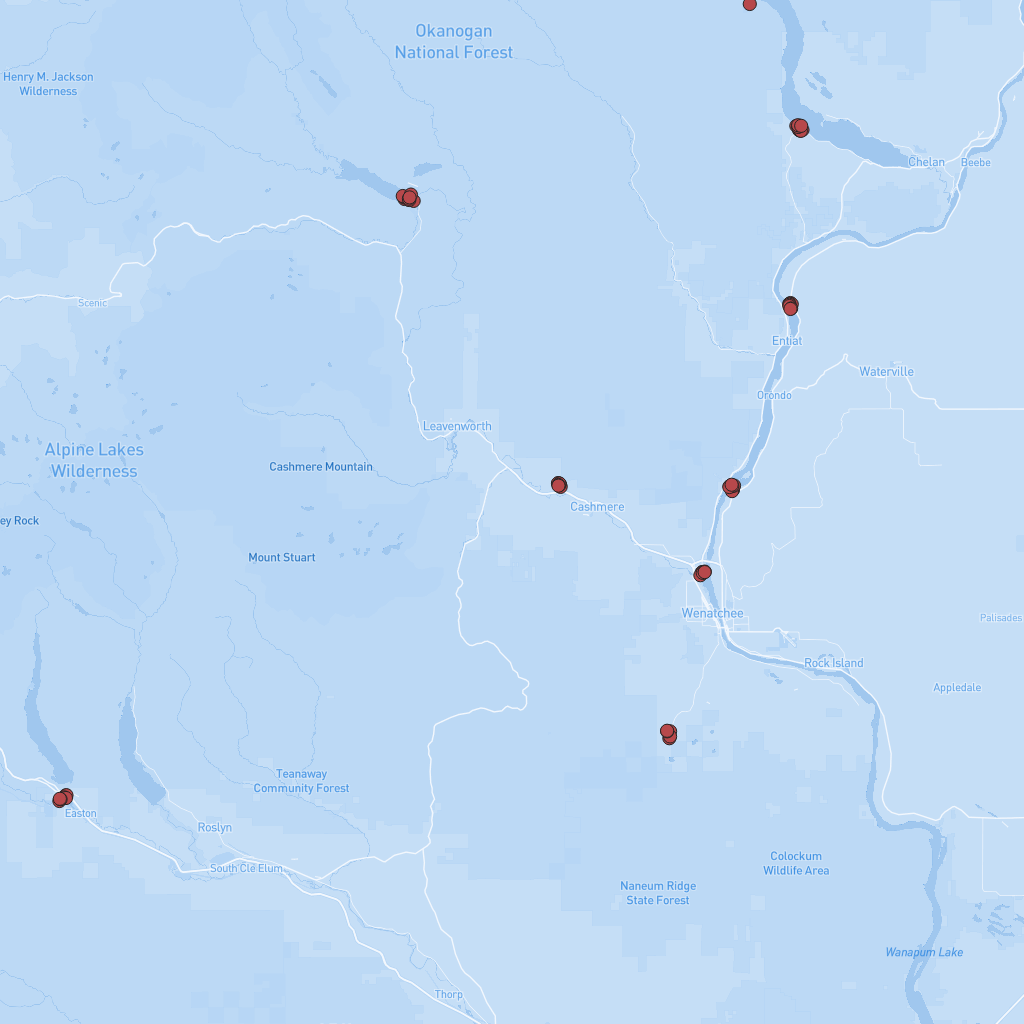 Okanogan
National Forest
Henry M. Jackson
Wilderness
Chelan
Beebe
Scenic
Entiat
Waterville
Orondo
Leavenworth
Alpine Lakes
Wilderness
Cashmere Mountain
Cashmere
ey Rock
Mount Stuart
Wenatchee
Palisades
Rock Island
Appledale
Teanaway
Community Forest
Easton
Roslyn
South Cle Elum
Colockum
Wildlife Area
Naneum Ridge
State Forest
Wanapum Lake
Thorp